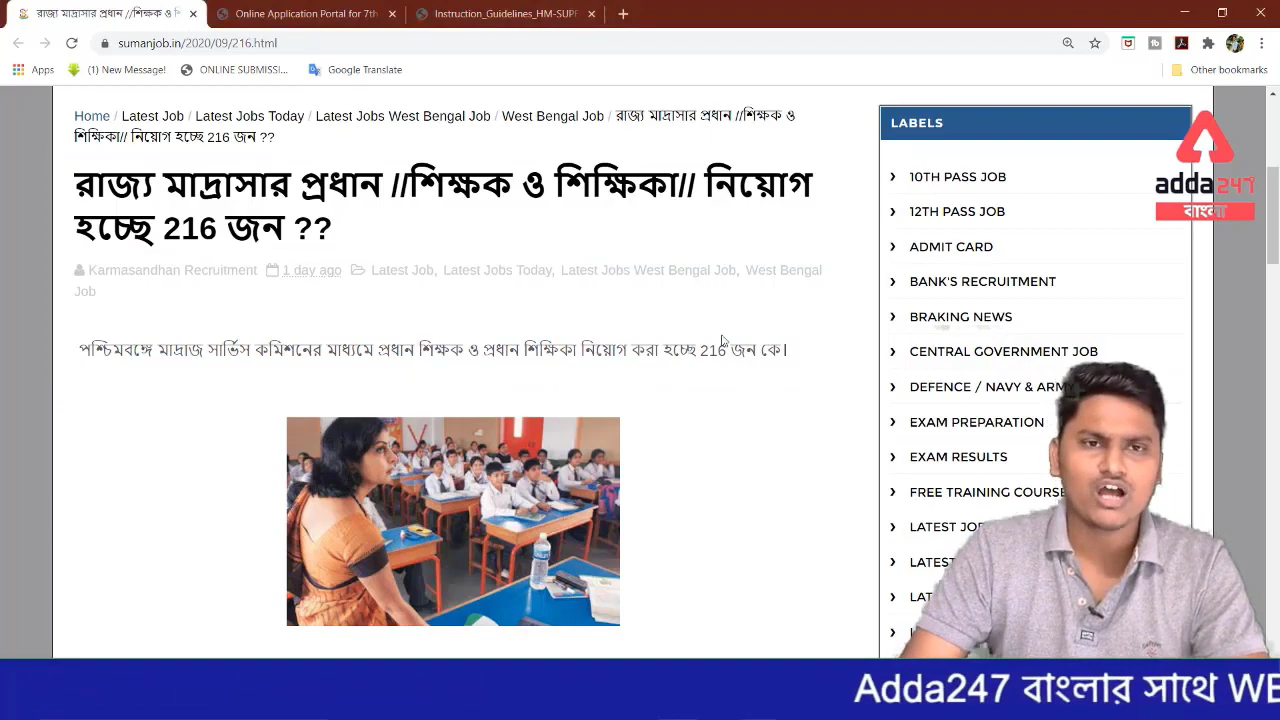 রাজ্য মাদ্রাসার প্রধান //শিক্ষক ও শি
Online Application Portal for 7th
Instruction_Guidelines_HM-SUPE
sumanjob.in/2020/09/216.html
Apps
(1) New Message!
ONLINE SUBMISSI...
Google Translate
Other bookmarks
Home / Latest Job / Latest Jobs Today / Latest Jobs West Bengal Job / West Bengal Job / রাজ্য মাদ্রাসার প্রধান //শিক্ষক ও
শিক্ষিকা// নিয়োগ হচ্ছে 216 জন ??
রাজ্য মাদ্রাসার প্রধান //শিক্ষক ও শিক্ষিকা// নিয়োগ
হচ্ছে 216 জন ??
Karmasandhan Recruitment 1 day ago Latest Job, Latest Jobs Today, Latest Jobs West Bengal Job, West Bengal
Job
পশ্চিমবঙ্গে মাদ্রাজ সার্ভিস কমিশনের মাধ্যমে প্রধান শিক্ষক ও প্রধান শিক্ষিকা নিয়োগ করা হচ্ছে 216 জন কে।
LABELS
10TH PASS JOB
12TH PASS JOB
ADMIT CARD
BANK'S RECRUITMENT
BRAKING NEWS
CENTRAL GOVERNMENT JOB
DEFENCE / NAVY & ARMY
EXAM PREPARATION
EXAM RESULTS
FREE TRAINING COURSE
LATEST JO
LATEST
LAT
adda247
বাংলা
Adda247 বাংলার সাথে WE